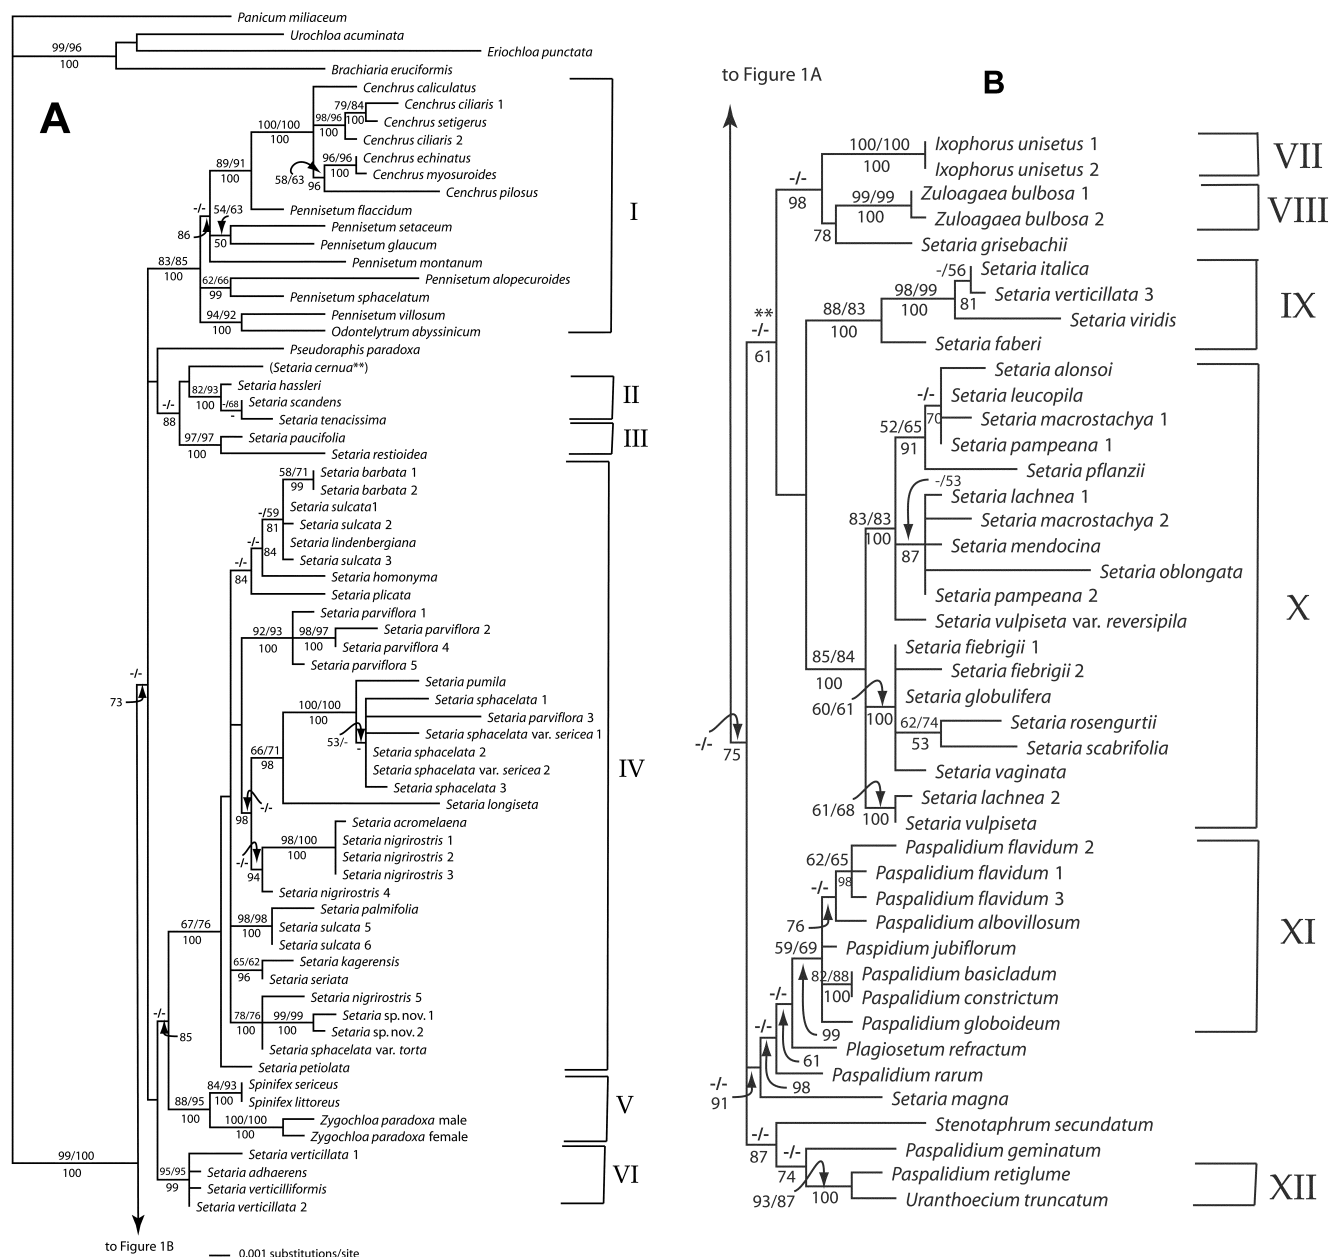 Panicum miliaceum
Urochloa acuminata
Eriochloa punctata
99/96
100
Brachiaria eruciformis
A
Cenchrus caliculatus
79/84
100
Cenchrus ciliaris 1
Cenchrus setigerus
98/96
100
Cenchrus ciliaris 2
100/100
100
96/96
100
Cenchrus echinatus
Cenchrus myosuroides
58/63
96
Cenchrus pilosus
89/91
100
Pennisetum flaccidum
-/-
86
54/63
50
Pennisetum setaceum
Pennisetum glaucum
Pennisetum montanum
83/85
100
62/66
99
Pennisetum alopecuroides
Pennisetum sphacelatum
94/92
100
Pennisetum villosum
Odontelytrum abyssinicum
I
Pseudoraphis paradoxa
(Setaria cernua**)
82/93
100
Setaria hassleri
-/68
-
Setaria scandens
Setaria tenacissima
II
-/-
88
97/97
100
Setaria paucifolia
Setaria restioidea
III
58/71
99
Setaria barbata 1
Setaria barbata 2
Setaria sulcata1
-/59
81
Setaria sulcata 2
Setaria lindenbergiana
84
Setaria sulcata 3
-/-
84
Setaria homonyma
Setaria plicata
Setaria parviflora 1
92/93
100
98/97
100
Setaria parviflora 2
Setaria parviflora 4
Setaria parviflora 5
-/-
73
Setaria pumila
100/100
100
Setaria sphacelata 1
Setaria parviflora 3
53/-
-
Setaria sphacelata var. sericea 1
Setaria sphacelata 2
Setaria sphacelata var. sericea 2
Setaria sphacelata 3
66/71
98
Setaria longiseta
-/-
98
IV
Setaria acromelaena
98/100
100
Setaria nigrirostris 1
Setaria nigrirostris 2
Setaria nigrirostris 3
-/-
94
Setaria nigrirostris 4
67/76
100
98/98
100
Setaria palmifolia
Setaria sulcata 5
Setaria sulcata 6
65/62
96
Setaria kagerensis
Setaria seriata
Setaria nigrirostris 5
78/76
100
99/99
100
Setaria sp. nov. 1
Setaria sp. nov. 2
Setaria sphacelata var. torta
-/-
85
Setaria petiolata
84/93
100
Spinifex sericeus
Spinifex littoreus
88/95
100
100/100
100
Zygochloa paradoxa male
Zygochloa paradoxa female
V
Setaria verticillata 1
95/95
99
Setaria adhaerens
Setaria verticilliformis
Setaria verticillata 2
VI
99/100
100
to Figure 1B
0.001 substitutions/site
to Figure 1A
B
100/100
100
Ixophorus unisetus 1
Ixophorus unisetus 2
VII
-/-
98
99/99
100
Zuloagaea bulbosa 1
Zuloagaea bulbosa 2
VIII
78
Setaria grisebachii
-/56
81
Setaria italica
98/99
100
Setaria verticillata 3
Setaria viridis
88/83
100
Setaria faberi
IX
**
-/-
61
Setaria alonsoi
-/-
70
Setaria leucopila
Setaria macrostachya 1
52/65
91
Setaria pampeana 1
Setaria pflanzii
-/53
87
Setaria lachnea 1
Setaria macrostachya 2
83/83
100
Setaria mendocina
Setaria oblongata
Setaria pampeana 2
Setaria vulpiseta var. reversipila
X
Setaria fiebrigii 1
85/84
100
Setaria fiebrigii 2
Setaria globulifera
60/61
100
62/74
53
Setaria rosengurtii
Setaria scabrifolia
Setaria vaginata
61/68
100
Setaria lachnea 2
Setaria vulpiseta
-/-
75
Paspalidium flavidum 2
62/65
98
Paspalidium flavidum 1
-/-
76
Paspalidium flavidum 3
Paspalidium albovillosum
59/69
99
Paspidium jubiflorum
82/88
100
Paspalidium basicladum
Paspalidium constrictum
Paspalidium globoideum
XI
-/-
61
Plagiosetum refractum
-/-
98
Paspalidium rarum
-/-
91
Setaria magna
-/-
87
Stenotaphrum secundatum
-/-
74
Paspalidium geminatum
93/87
100
Paspalidium retiglume
Uranthoecium truncatum
XII